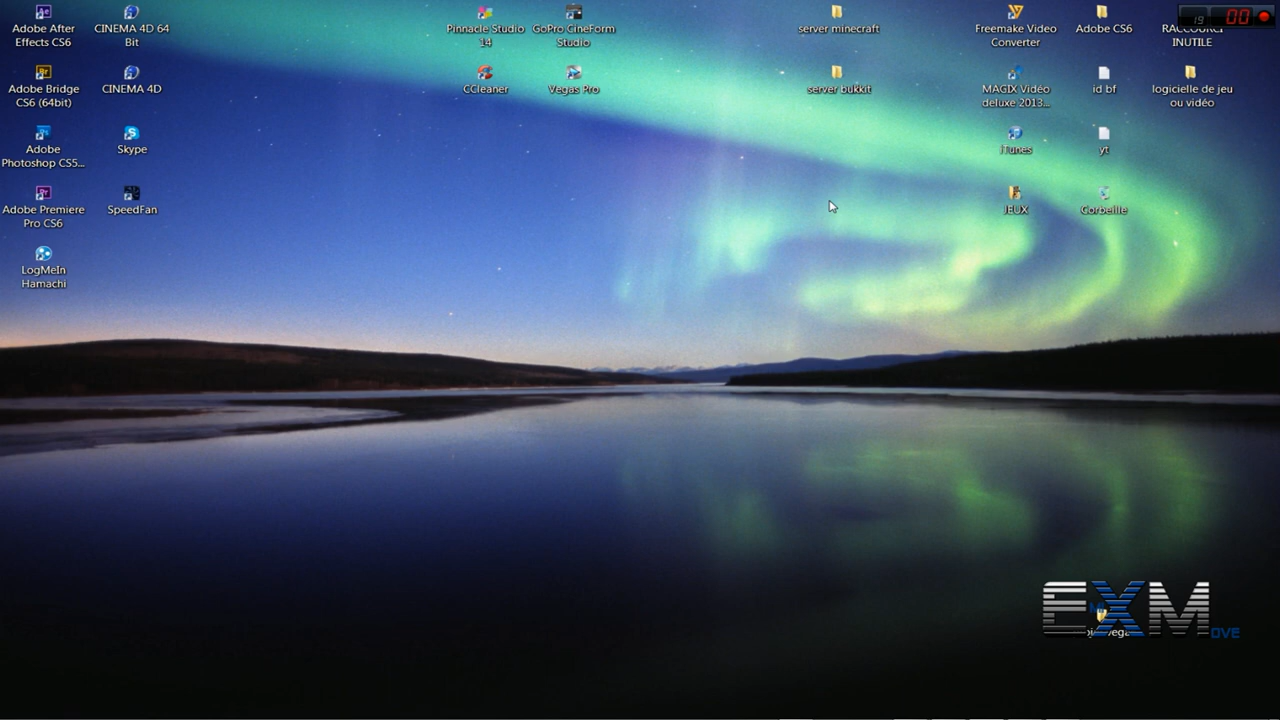 Adobe After
Effects CS6
CINEMA 4D 64
Bit
Pinnacle Studio
14
GoPro CineForm
Studio
server minecraft
Freemake Video
Converter
Adobe CS6
RACCOURCI
INUTILE
19
00
Adobe Bridge
CS6 (64bit)
CINEMA 4D
CCleaner
Vegas Pro
server bukkit
MAGIX Vidéo
deluxe 2013...
id bf
logicielle de jeu
ou vidéo
Adobe
Photoshop CS5...
Skype
iTunes
yt
Adobe Premiere
Pro CS6
SpeedFan
JEUX
Corbeille
LogMeIn
Hamachi
EXM
OVE